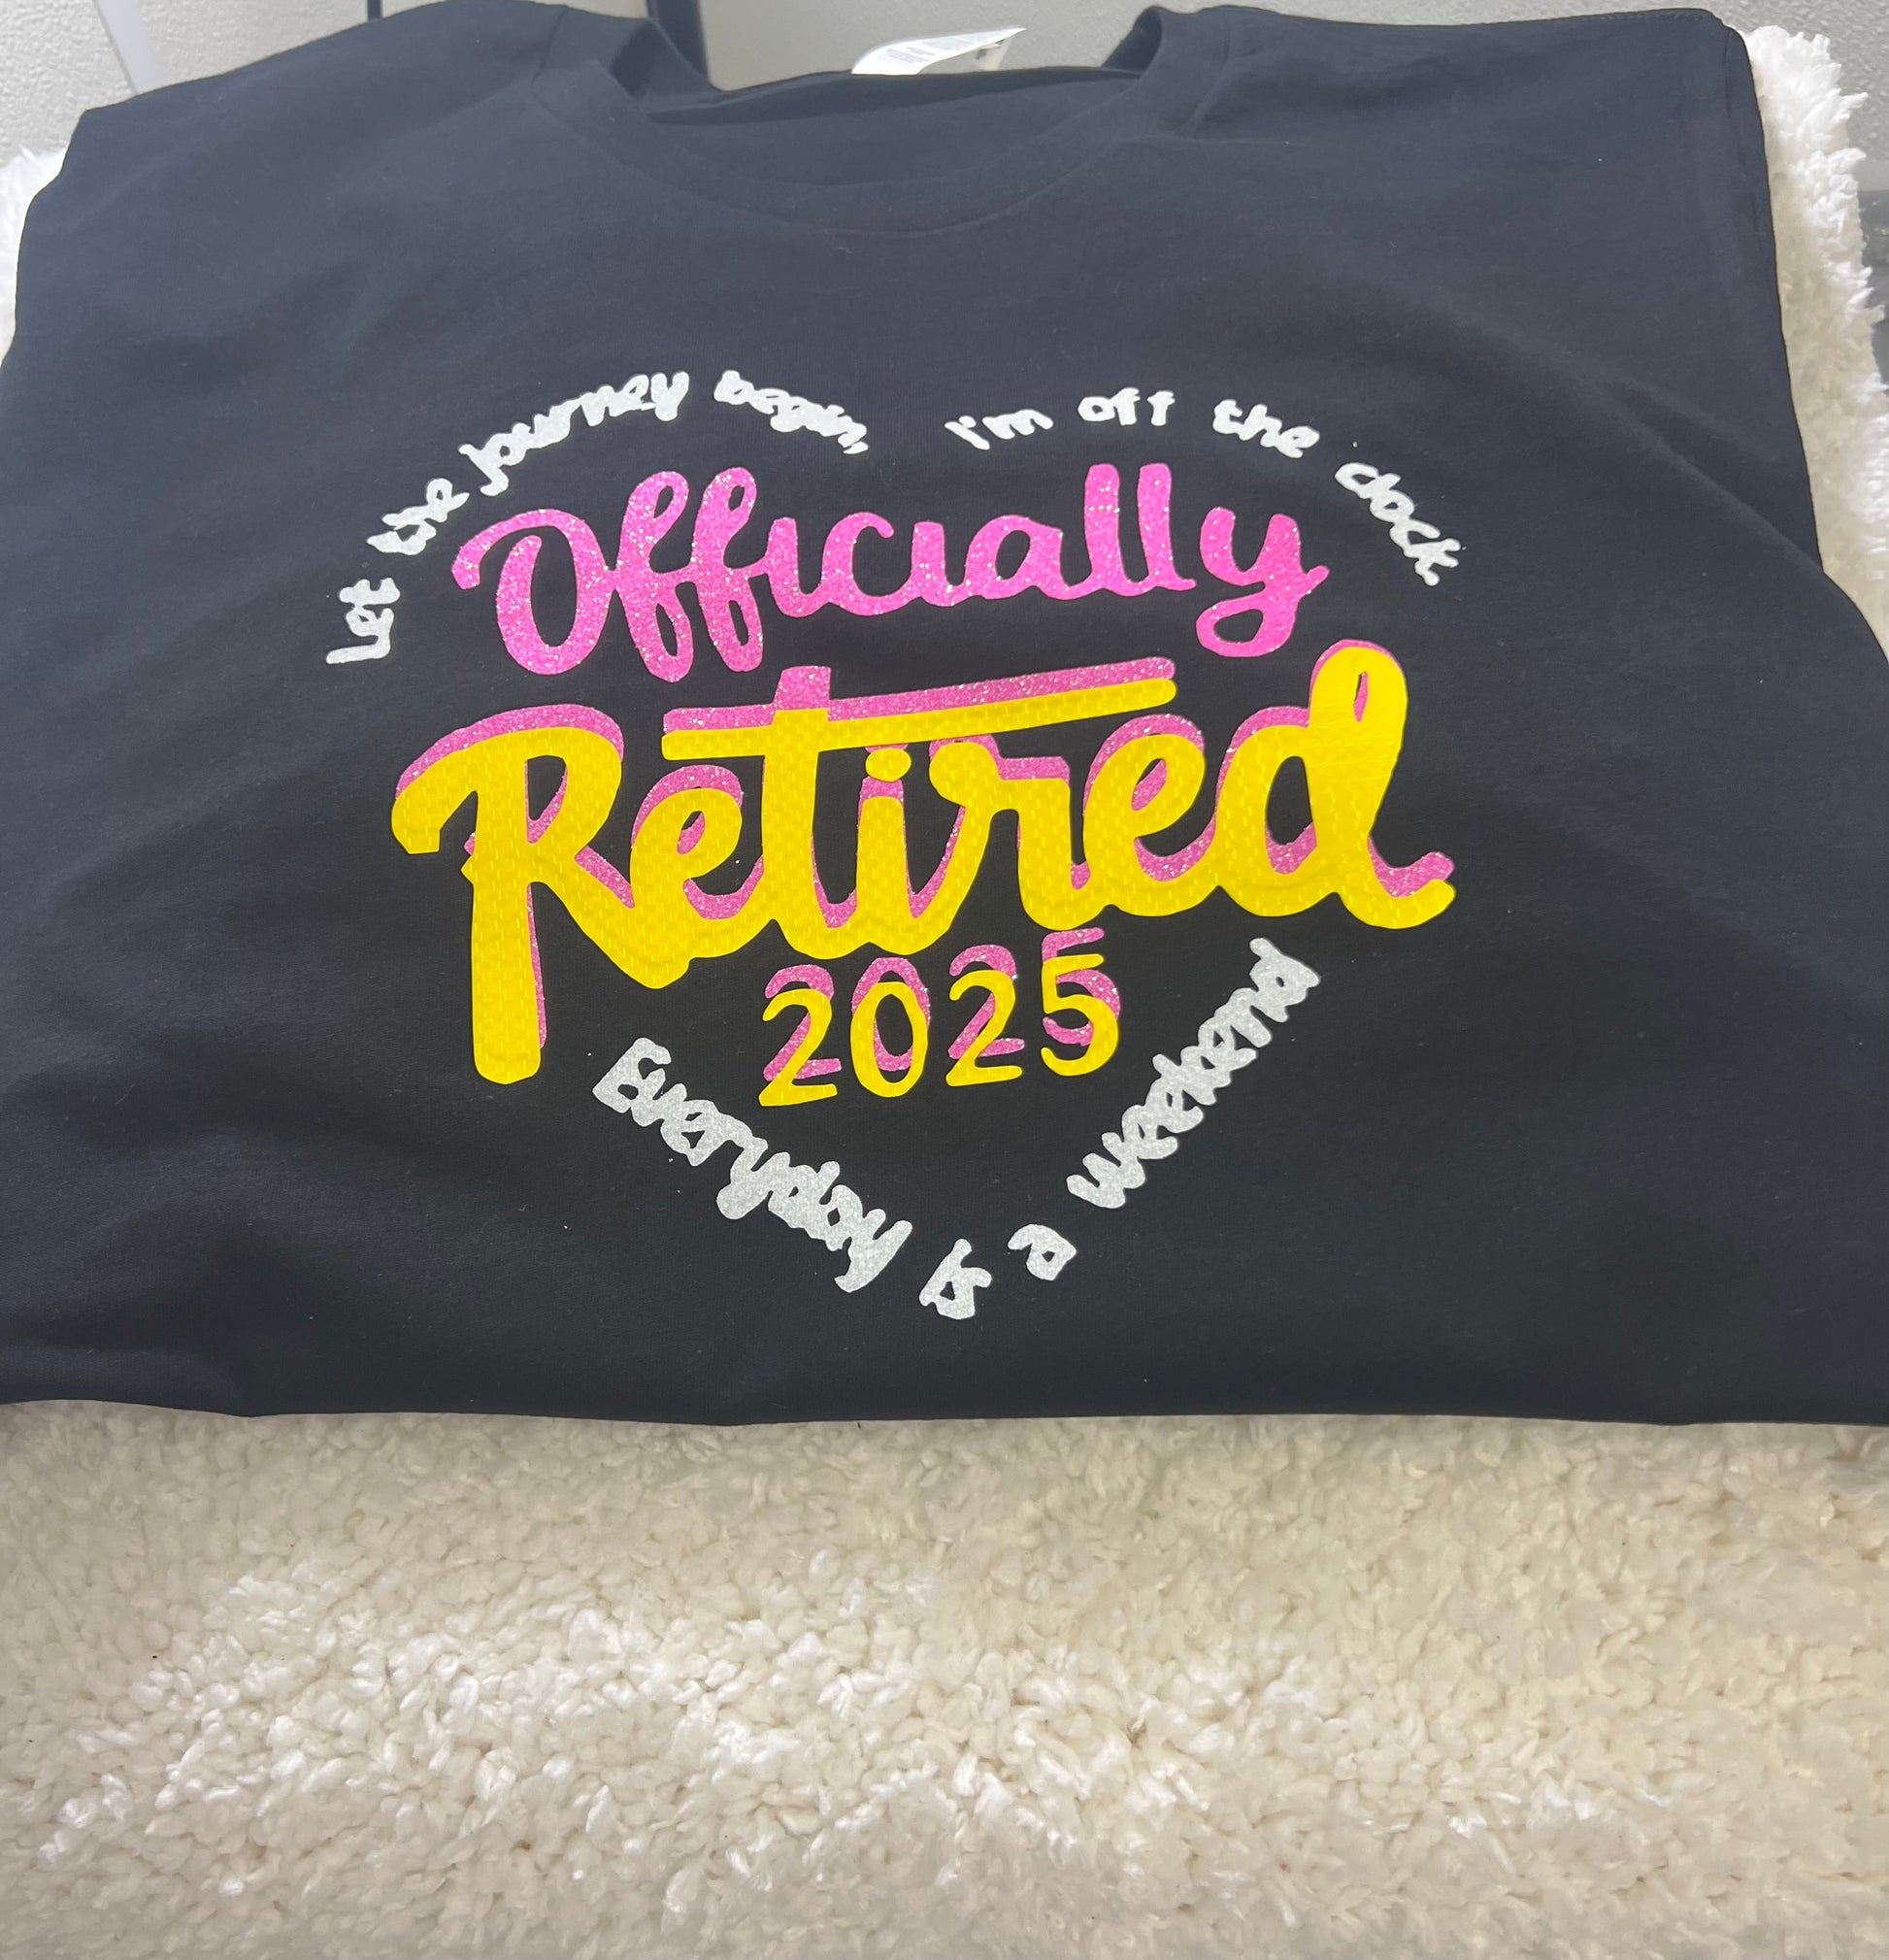 Let the journey begin, I'm off the clock.
Officially
Retired
2025
Everyday is a weekend